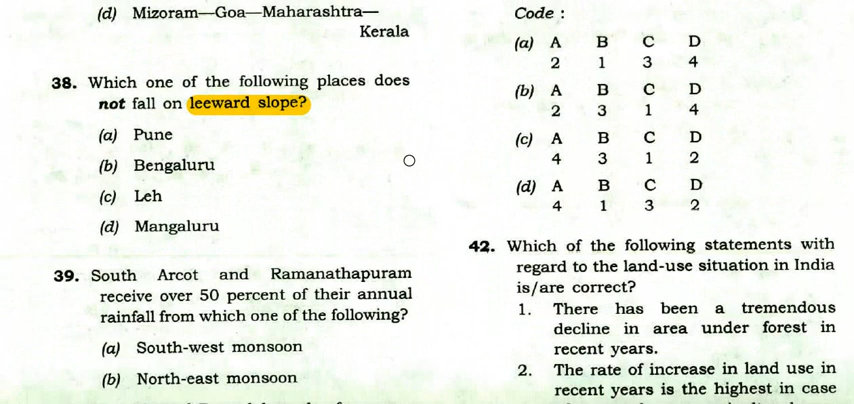 (d) Mizoram—Goa—Maharashtra—
Kerala
38. Which one of the following places does
not fall on leeward slope?
(a) Pune
(b) Bengaluru
(c) Leh
(d) Mangaluru
39. South Arcot and Ramanathapuram
receive over 50 percent of their annual
rainfall from which one of the following?
(a) South-west monsoon
(b) North-east monsoon
Code :
(a) A B C D
2 1 3 4
(b) A B C D
2 3 1 4
(c) A B C D
4 3 1 2
(d) A B C D
4 1 3 2
42. Which of the following statements with
regard to the land-use situation in India
is/are correct?
1. There has been a tremendous
decline in area under forest in
recent years.
2. The rate of increase in land use in
recent years is the highest in case